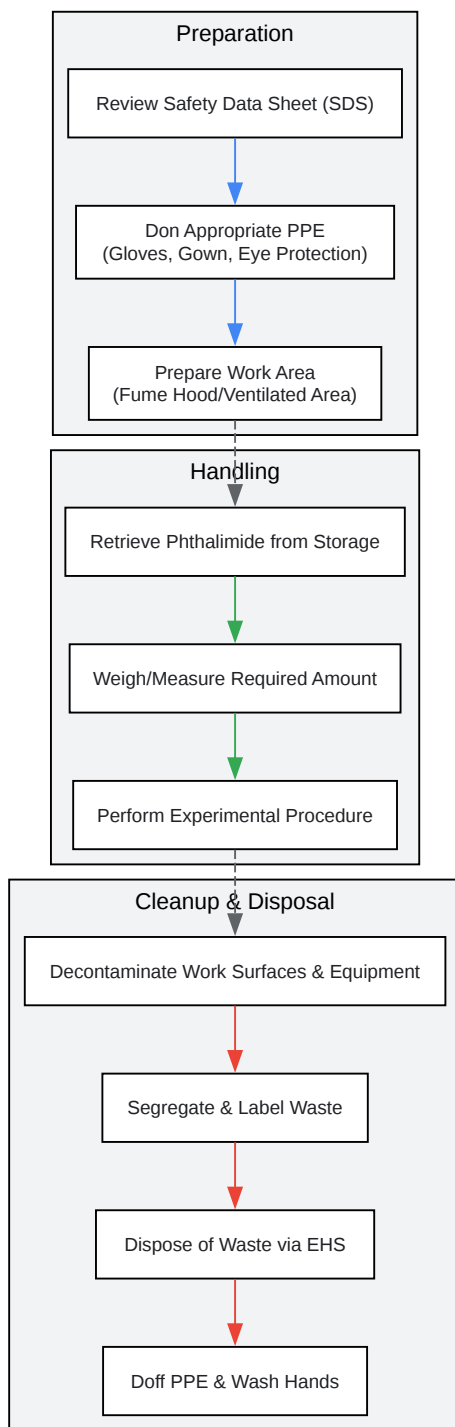 Preparation
Review Safety Data Sheet (SDS)
Don Appropriate PPE
(Gloves, Gown, Eye Protection)
Prepare Work Area
(Fume Hood/Ventilated Area)
Handling
Retrieve Phthalimide from Storage
Weigh/Measure Required Amount
Perform Experimental Procedure
Cleanup & Disposal
Decontaminate Work Surfaces & Equipment
Segregate & Label Waste
Dispose of Waste via EHS
Doff PPE & Wash Hands